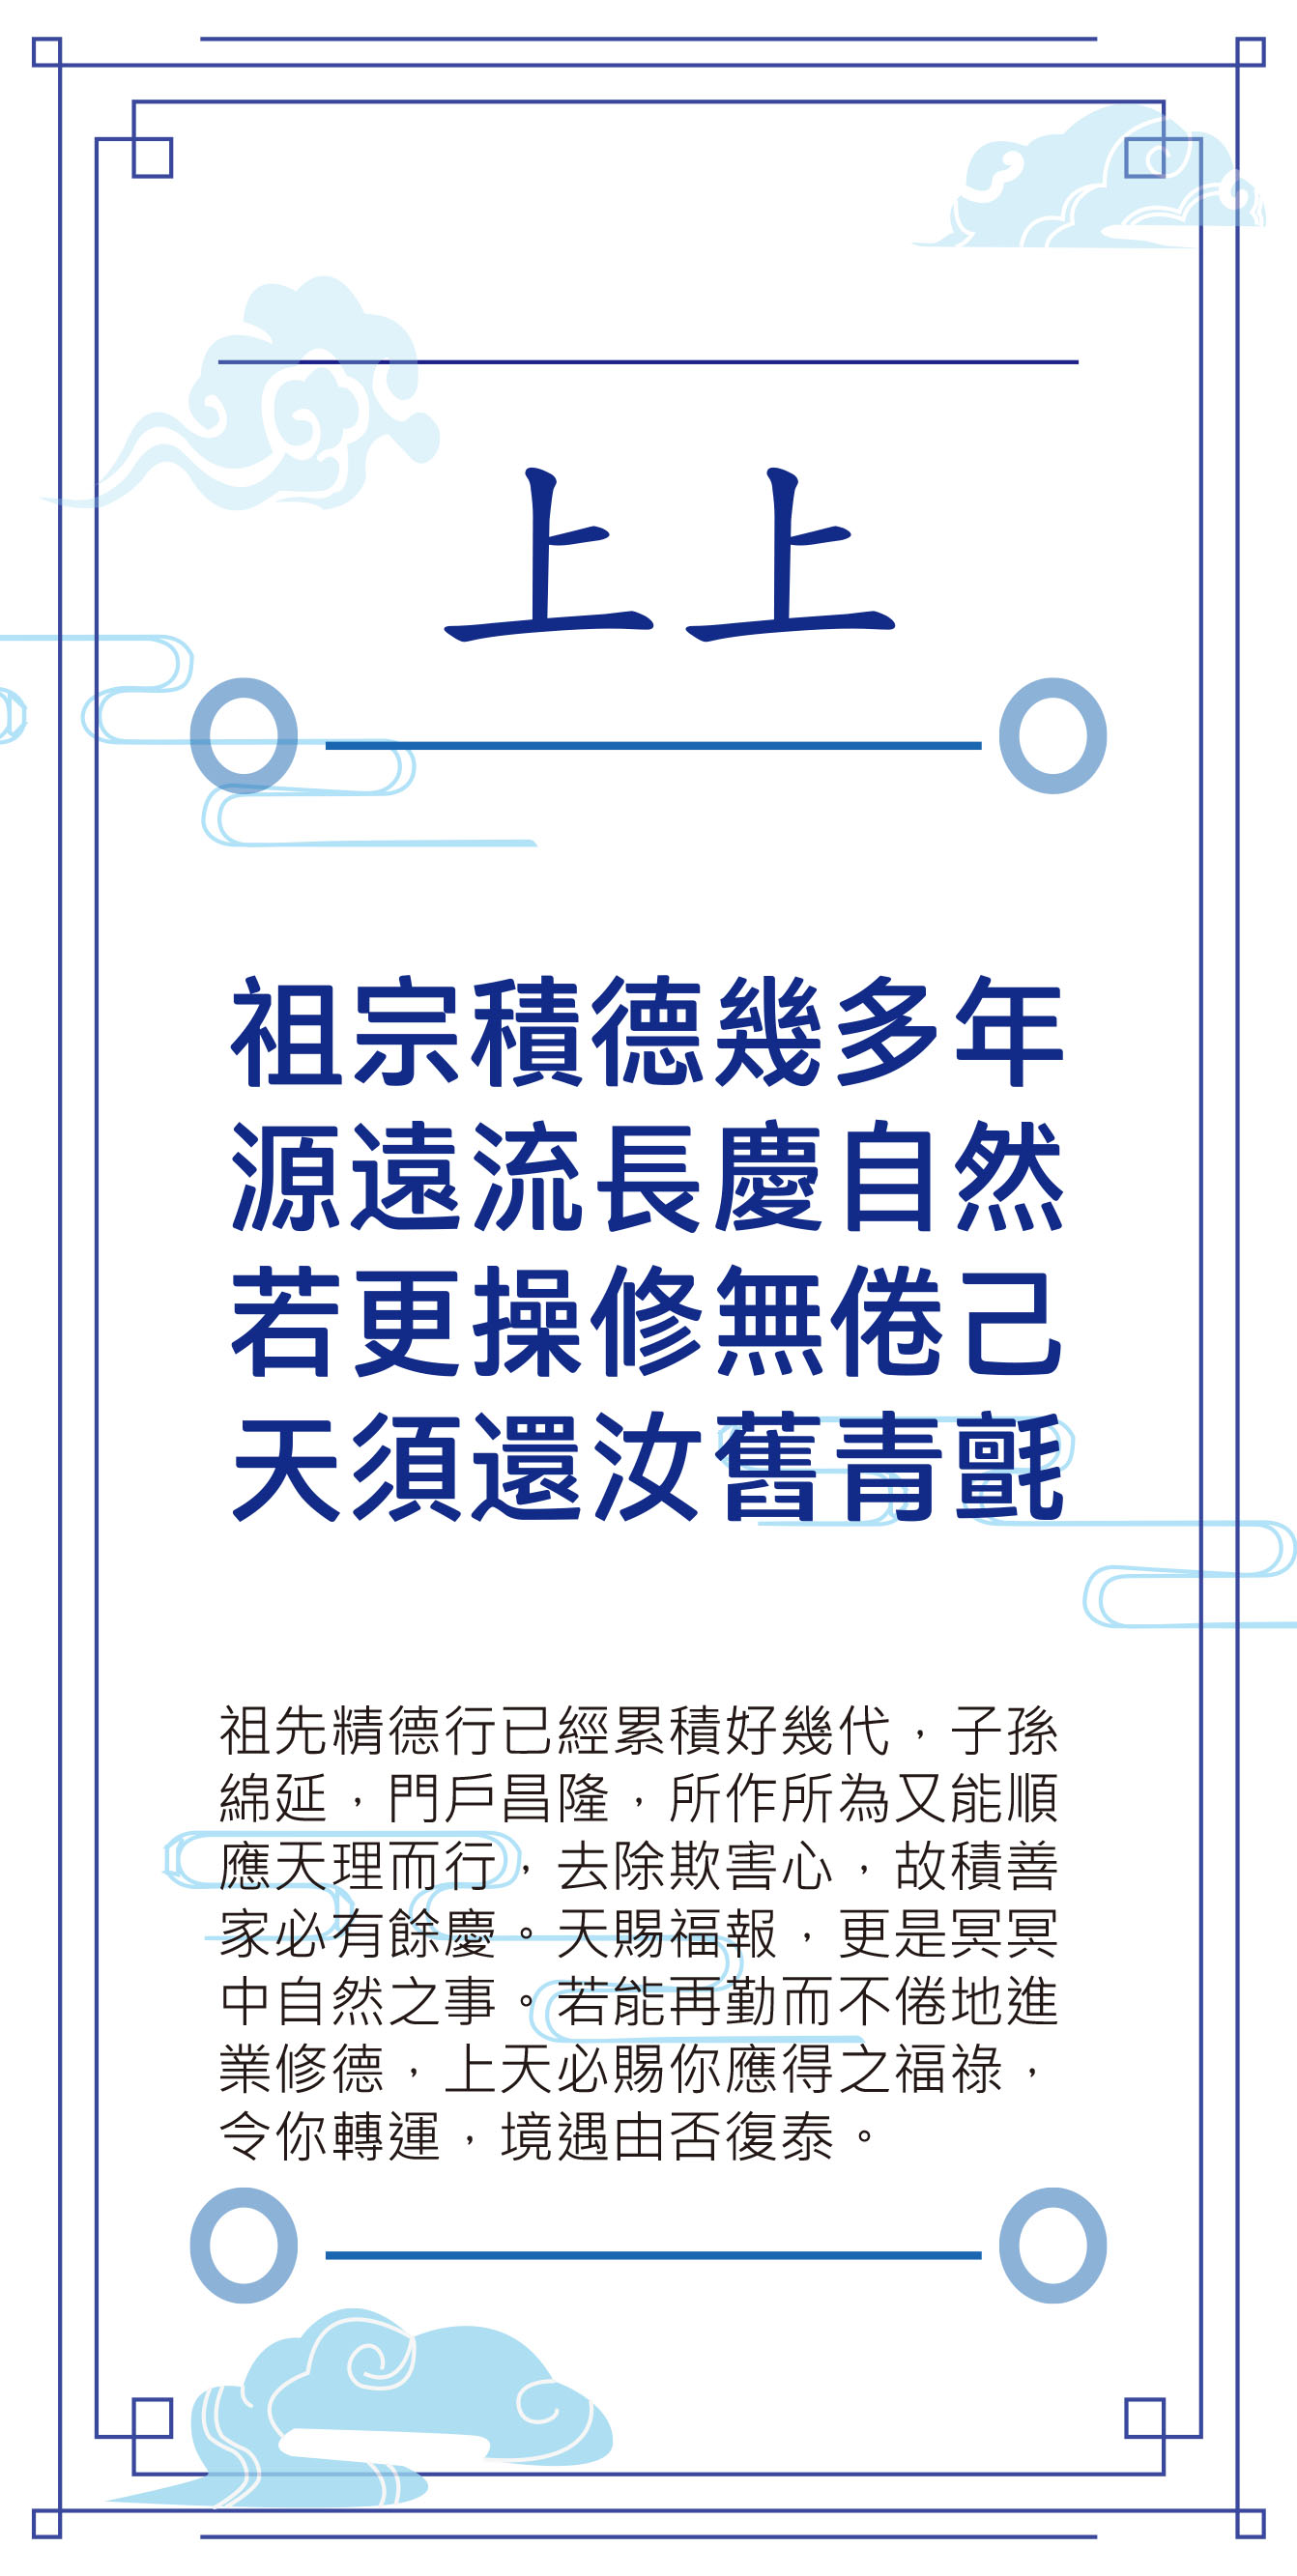 上上
祖宗積德幾多年
源遠流長慶自然
若更操修無倦己
天須還汝舊青氈
祖先精德行已經累積好幾代，子孫
綿延，門戶昌隆，所作所為又能順
應天理而行，去除欺害心，故積善
家必有餘慶。天賜福報，更是冥冥
中自然之事。若能再勤而不倦地進
業修德，上天必賜你應得之福祿，
令你轉運，境遇由否復泰。